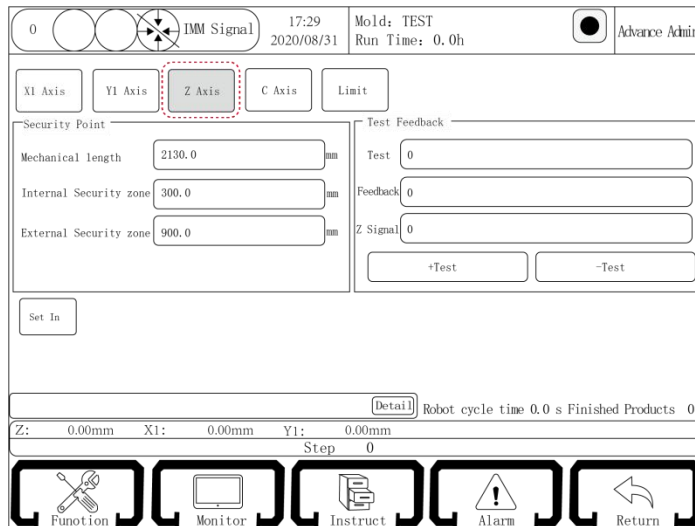 0 IMM Signal 17:29 2020/08/31 Mold: TEST Run Time: 0.0h Advance Admin
X1 Axis Y1 Axis Z Axis C Axis Limit
Security Point
Mechanical length 2130.0 mm
Internal Security zone 300.0 mm
External Security zone 900.0 mm
Test Feedback
Test 0
Feedback 0
Z Signal 0
+Test -Test
Set In
Detail Robot cycle time 0.0 s Finished Products 0
Z: 0.00mm X1: 0.00mm Y1: 0.00mm
Step 0
Funotion Monitor Instruct Alarm Return